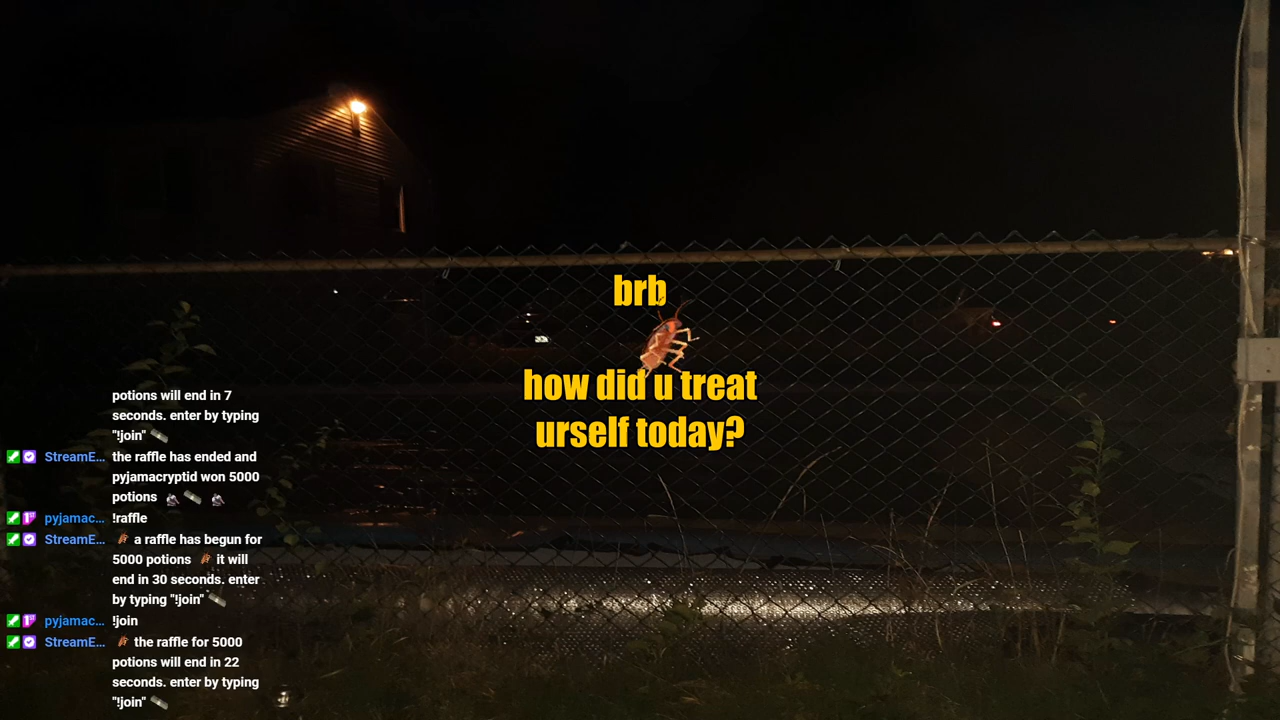 brb
how did u treat
urself today?
potions will end in 7
seconds. enter by typing
"!join"
StreamE... the raffle has ended and
pyjamacryptid won 5000
potions
pyjamac... !raffle
StreamE... a raffle has begun for
5000 potions it will
end in 30 seconds. enter
by typing "!join"
pyjamac... !join
StreamE... the raffle for 5000
potions will end in 22
seconds. enter by typing
"!join"